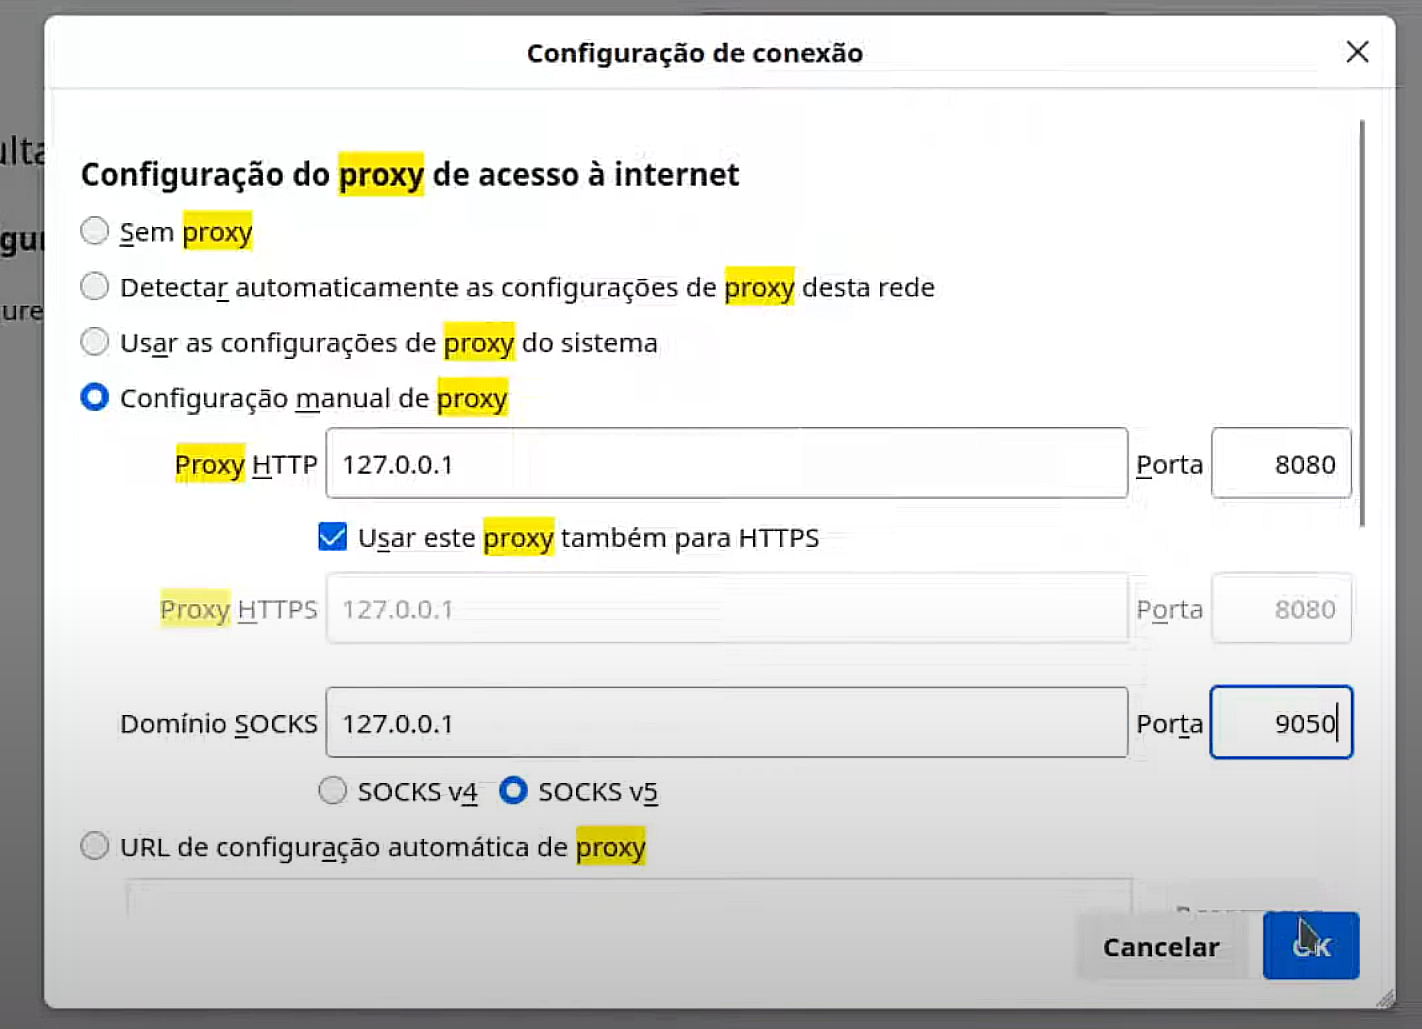 Configuração de conexão
ulta
Configuração do proxy de acesso à internet
Sem proxy
gur
Detectar automaticamente as configurações de proxy desta rede
ure
Usar as configurações de proxy do sistema
Configuração manual de proxy
Proxy HTTP 127.0.0.1 Porta 8080
Usar este proxy também para HTTPS
Proxy HTTPS 127.0.0.1 Porta 8080
Domínio SOCKS 127.0.0.1 Porta 9050
SOCKS v4 SOCKS v5
URL de configuração automática de proxy
Cancelar OK